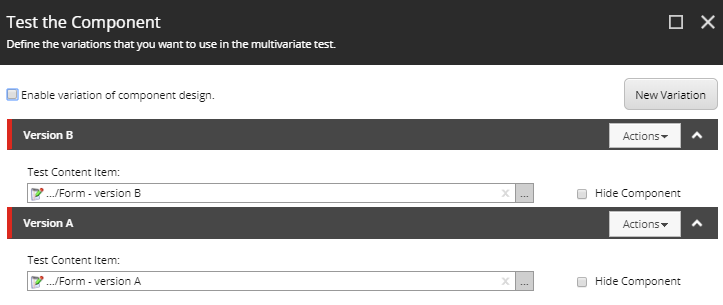 Test the Component
Define the variations that you want to use in the multivariate test.
Enable variation of component design.
New Variation
Version B
Actions
Test Content Item:
.../Form - version B
x
...
Hide Component
Version A
Actions
Test Content Item:
.../Form - version A
x
...
Hide Component